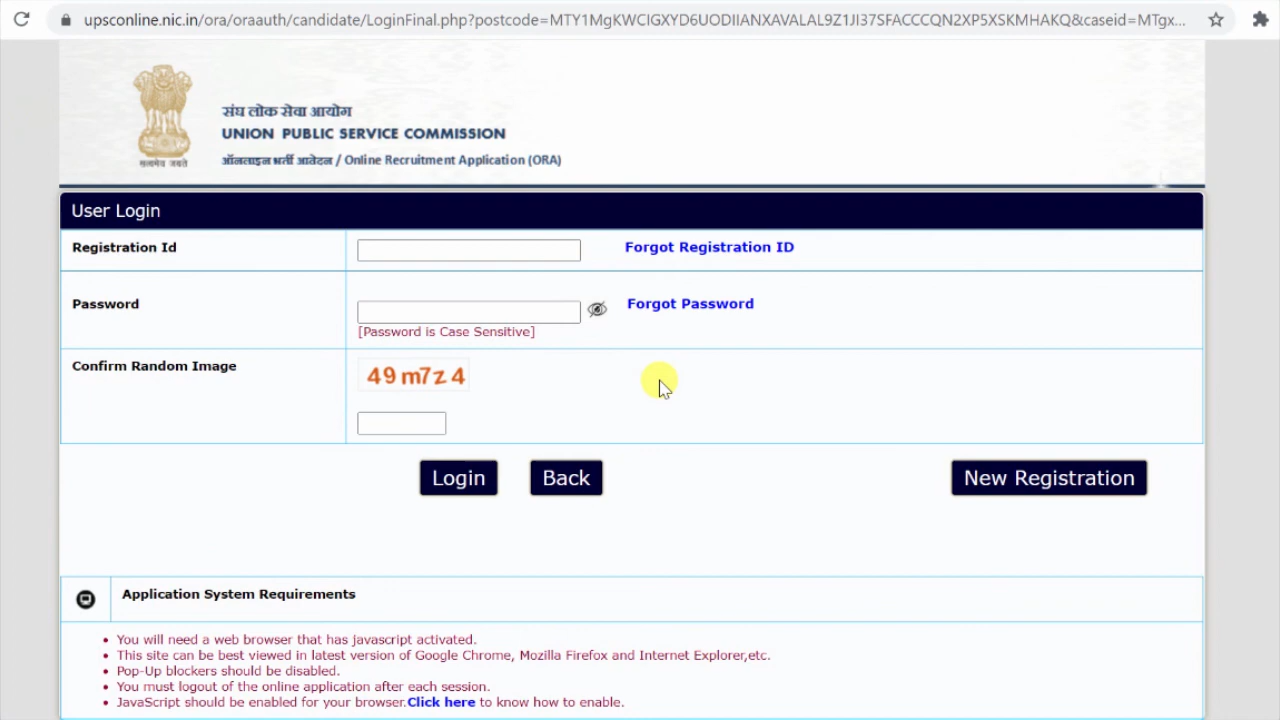 upsconline.nic.in/ora/oraauth/candidate/LoginFinal.php?postcode=MTY1MgKWCIGXYD6UODIIANXAVALAL9Z1JI37SFACCCQN2XP5XSKMHAKQ&caseid=MTgx...
संघ लोक सेवा आयोग
UNION PUBLIC SERVICE COMMISSION
ऑनलाइन भर्ती आवेदन / Online Recruitment Application (ORA)
सत्यमेव जयते
User Login
Registration Id
Forgot Registration ID
Password
Forgot Password
[Password is Case Sensitive]
Confirm Random Image
49m7z4
Login Back New Registration
Application System Requirements
• You will need a web browser that has javascript activated.
• This site can be best viewed in latest version of Google Chrome, Mozilla Firefox and Internet Explorer,etc.
• Pop-Up blockers should be disabled.
• You must logout of the online application after each session.
• JavaScript should be enabled for your browser.Click here to know how to enable.